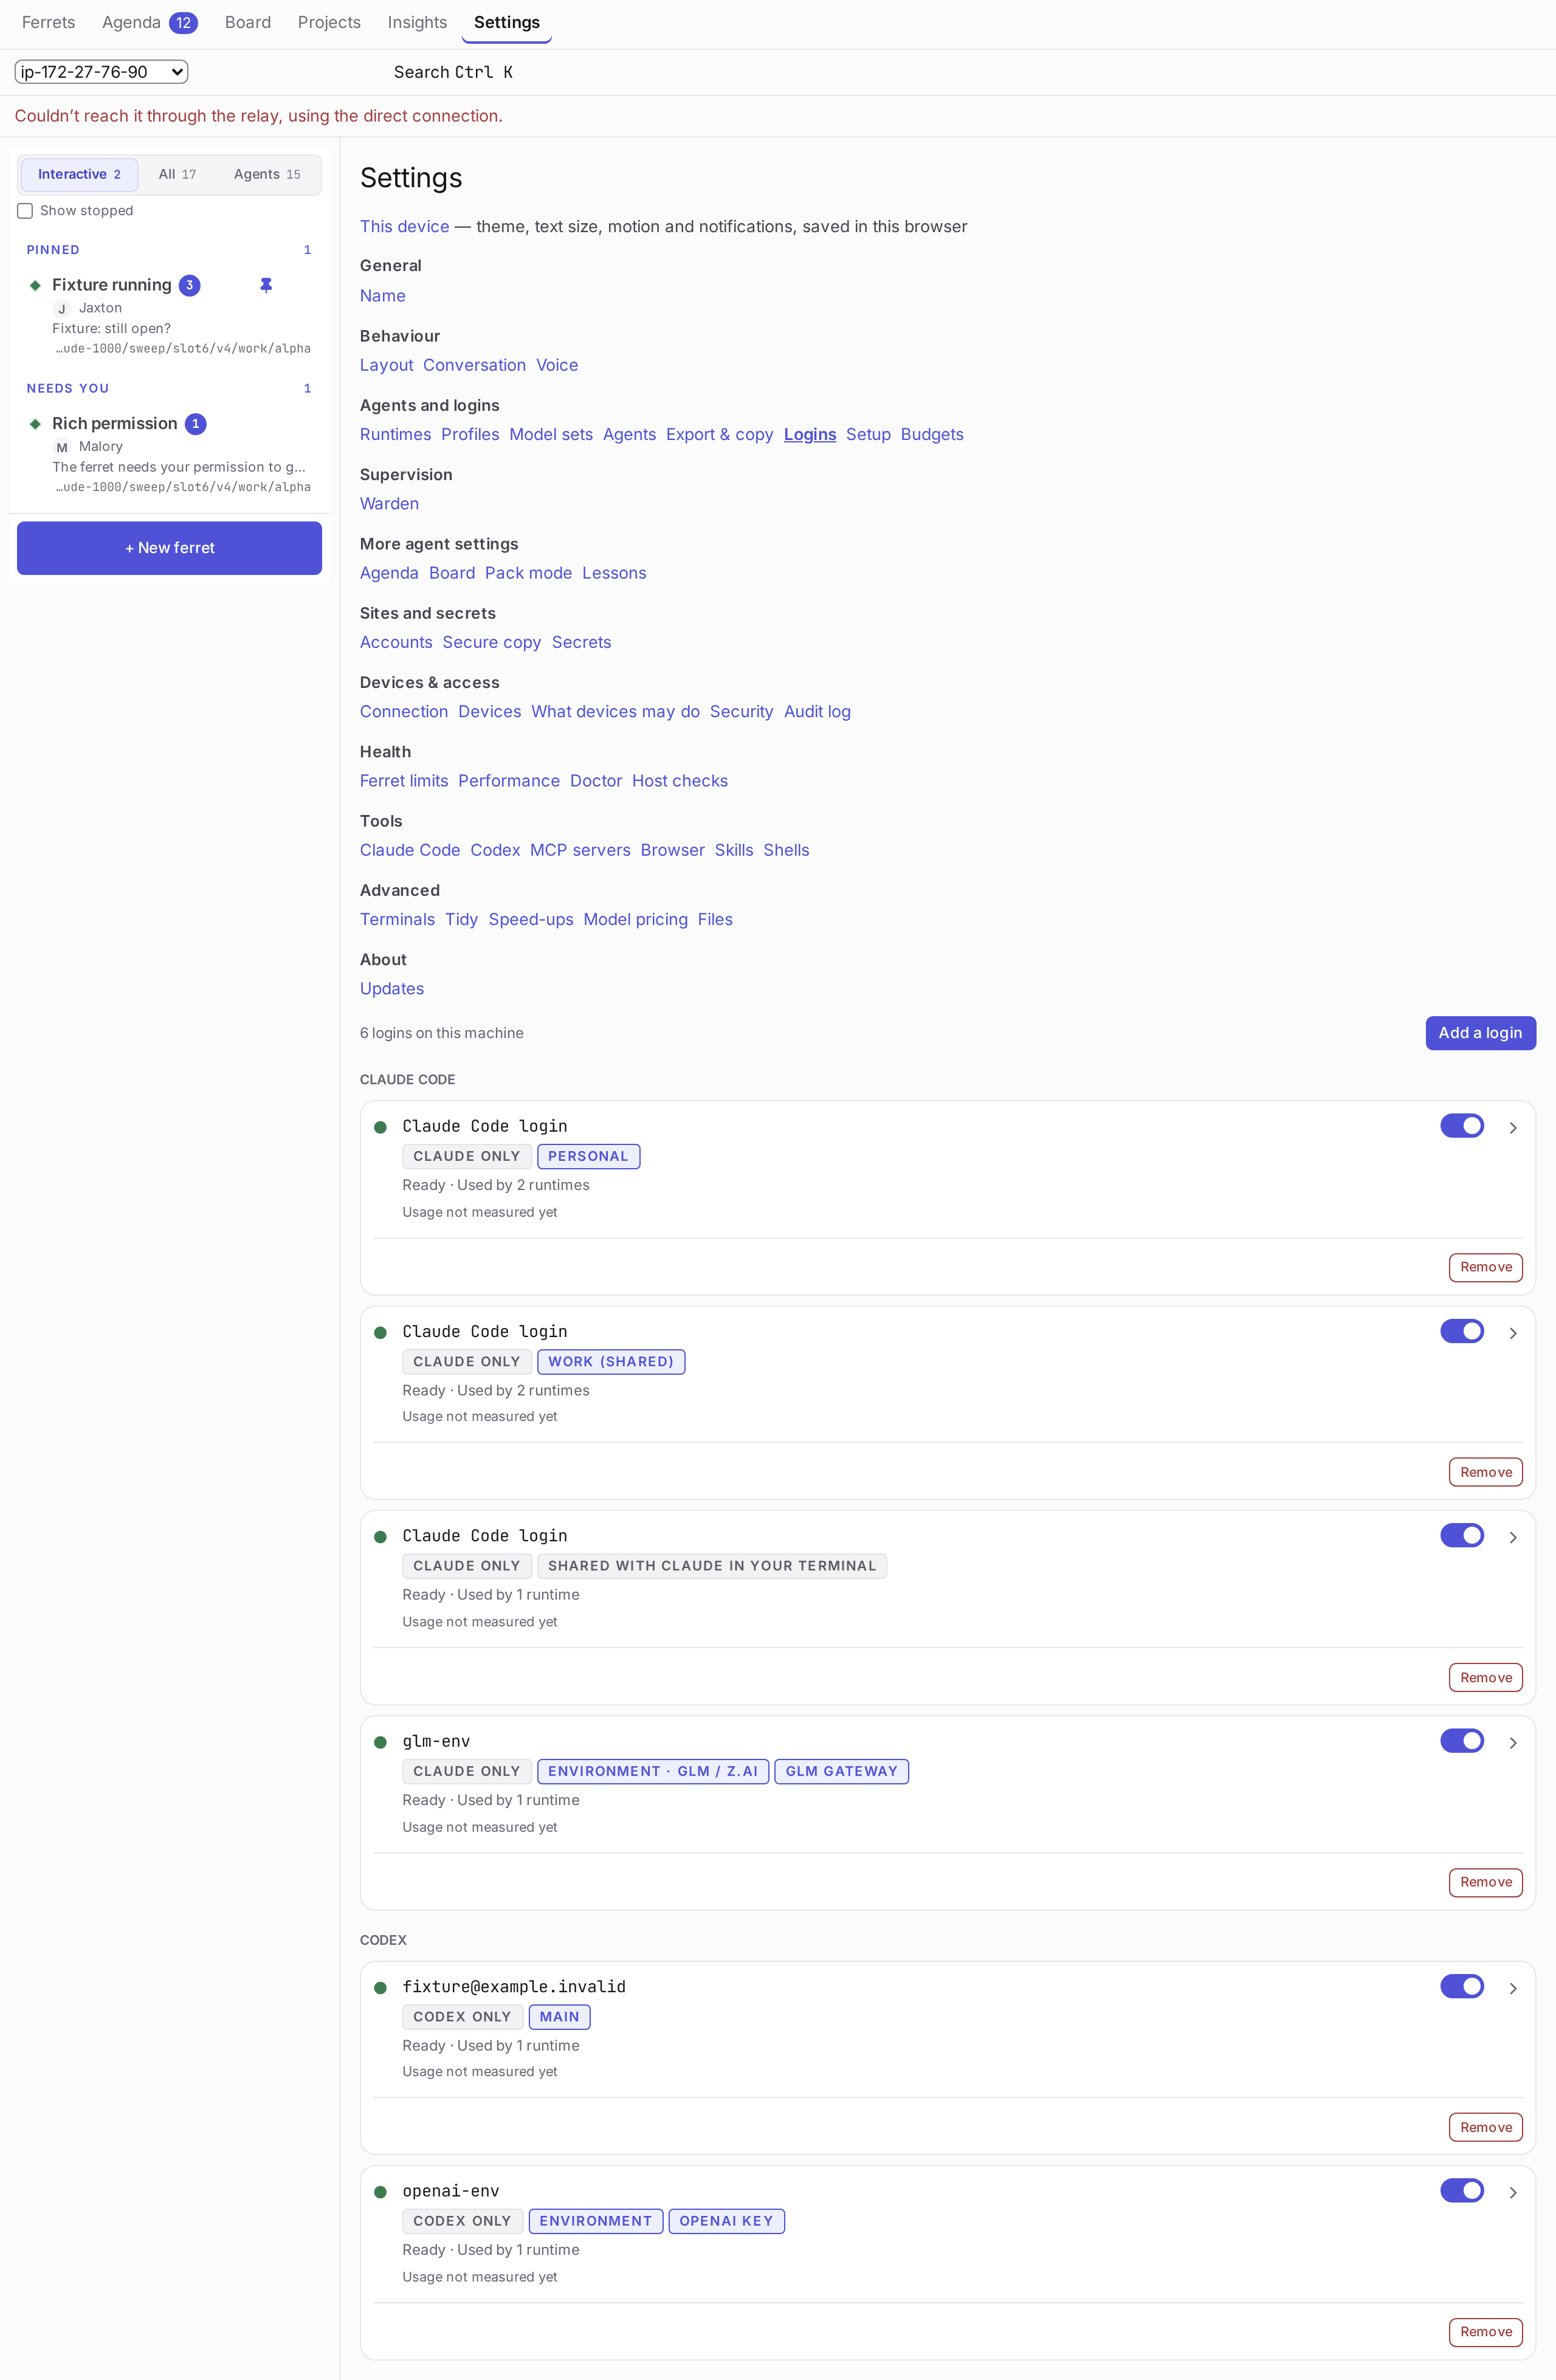 Ferrets Agenda 12 Board Projects Insights Settings
ip-172-27-76-90 Search Ctrl K
Couldn’t reach it through the relay, using the direct connection.
Interactive 2 All 17 Agents 15
Show stopped
PINNED 1
Fixture running 3
J Jaxton
Fixture: still open?
…ude-1000/sweep/slot6/v4/work/alpha
NEEDS YOU 1
Rich permission 1
M Malory
The ferret needs your permission to g…
…ude-1000/sweep/slot6/v4/work/alpha
+ New ferret
Settings
This device — theme, text size, motion and notifications, saved in this browser
General
Name
Behaviour
Layout Conversation Voice
Agents and logins
Runtimes Profiles Model sets Agents Export & copy Logins Setup Budgets
Supervision
Warden
More agent settings
Agenda Board Pack mode Lessons
Sites and secrets
Accounts Secure copy Secrets
Devices & access
Connection Devices What devices may do Security Audit log
Health
Ferret limits Performance Doctor Host checks
Tools
Claude Code Codex MCP servers Browser Skills Shells
Advanced
Terminals Tidy Speed-ups Model pricing Files
About
Updates
6 logins on this machine Add a login
CLAUDE CODE
Claude Code login
CLAUDE ONLY PERSONAL
Ready · Used by 2 runtimes
Usage not measured yet
Remove
Claude Code login
CLAUDE ONLY WORK (SHARED)
Ready · Used by 2 runtimes
Usage not measured yet
Remove
Claude Code login
CLAUDE ONLY SHARED WITH CLAUDE IN YOUR TERMINAL
Ready · Used by 1 runtime
Usage not measured yet
Remove
glm-env
CLAUDE ONLY ENVIRONMENT · GLM / Z.AI GLM GATEWAY
Ready · Used by 1 runtime
Usage not measured yet
Remove
CODEX
fixture@example.invalid
CODEX ONLY MAIN
Ready · Used by 1 runtime
Usage not measured yet
Remove
openai-env
CODEX ONLY ENVIRONMENT OPENAI KEY
Ready · Used by 1 runtime
Usage not measured yet
Remove